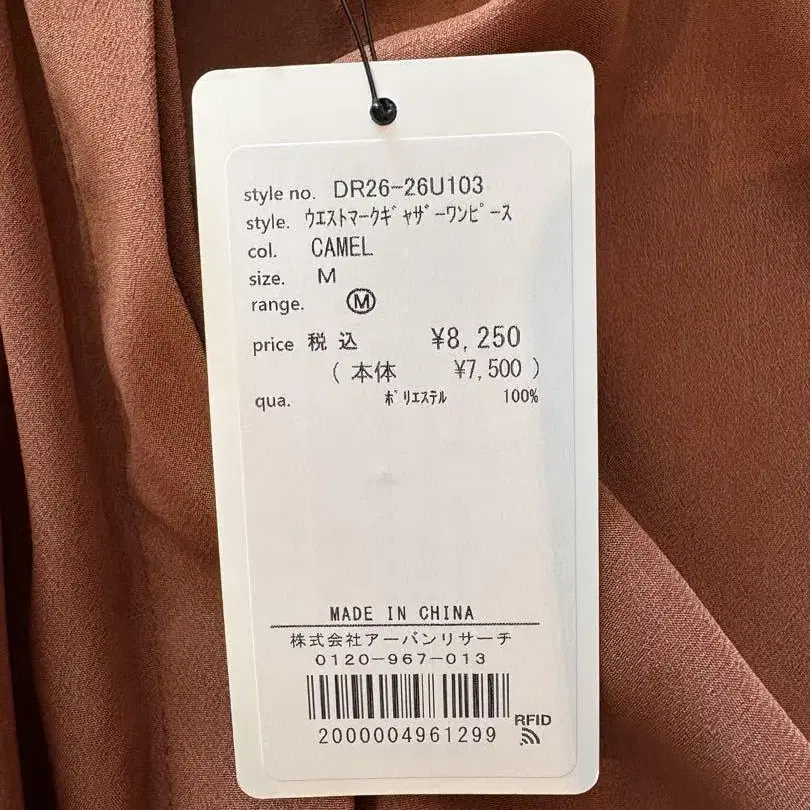 style no. DR26-26U103
style. ｳｴｽﾄﾏｰｸｷﾞｬｻﾞｰﾜﾝﾋﾟｰｽ
col. CAMEL
size. M
range. Ⓜ
price 税込 ¥8,250
(本体 ¥7,500)
qua. ﾎﾟﾘｴｽﾃﾙ 100%
MADE IN CHINA
株式会社アーバンリサーチ
0120-967-013
RFID
2000004961299